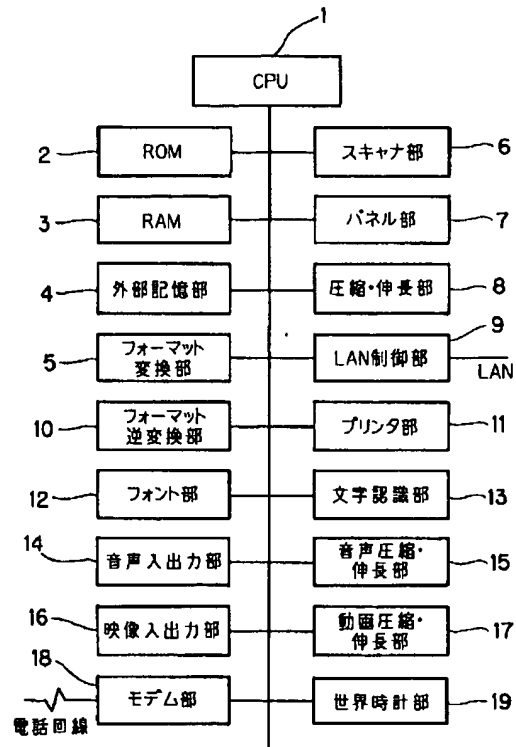 1
CPU
2
ROM
スキャナ部
6
3
RAM
パネル部
7
4
外部記憶部
圧縮・伸長部
8
5
フォーマット
変換部
LAN制御部
9
LAN
10
フォーマット
逆変換部
プリンタ部
11
12
フォント部
文字認識部
13
14
音声入出力部
音声圧縮・
伸長部
15
16
映像入出力部
動画圧縮・
伸長部
17
18
モデム部
電話回線
世界時計部
19